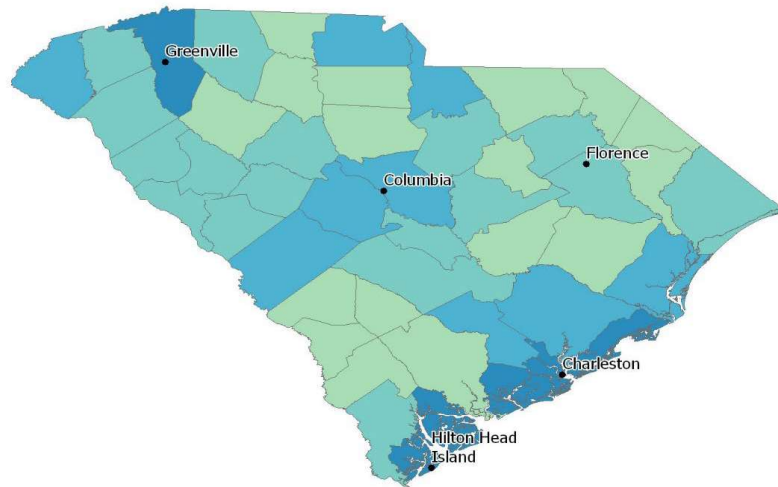 Greenville
Florence
Columbia
Charleston
Hilton Head
Island